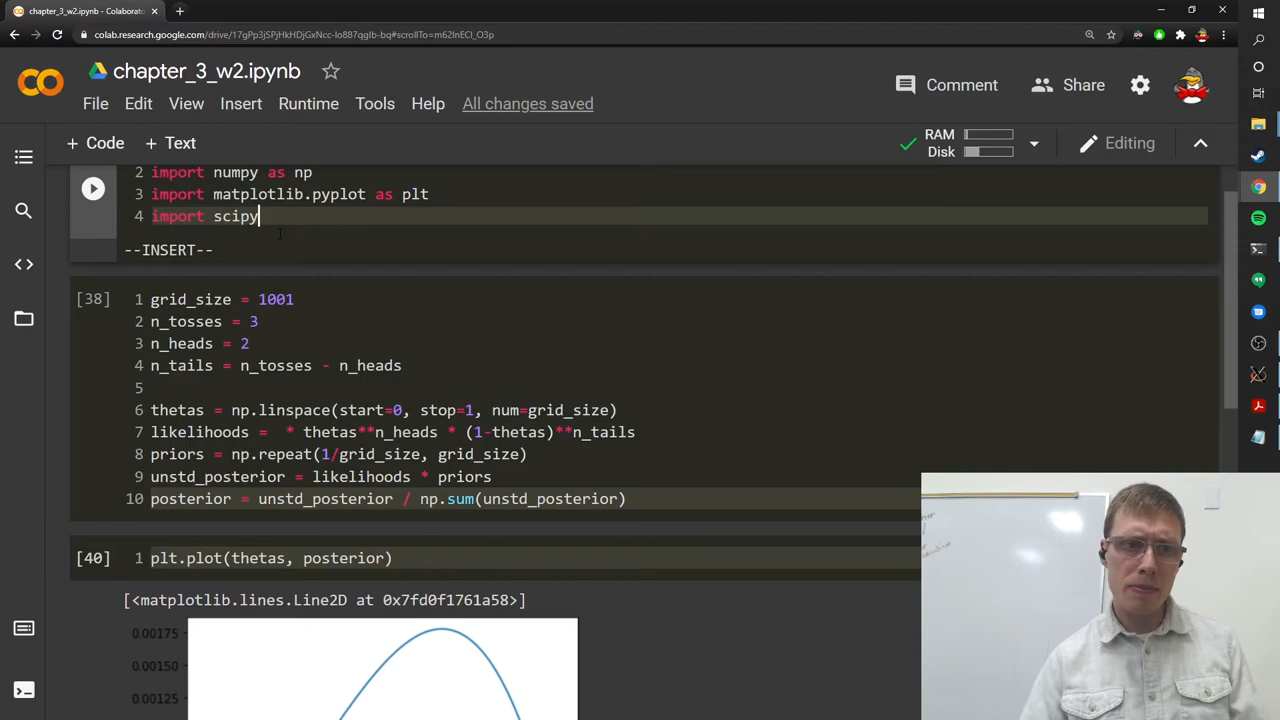 chapter_3_w2.ipynb - Colaborato
colab.research.google.com/drive/17gPp3jSPjHkHDjGxNcc-Io887qgIb-bq#scrollTo=m62InECl_O3p
chapter_3_w2.ipynb
Comment
Share
File Edit View Insert Runtime Tools Help All changes saved
+ Code + Text
RAM
Disk
Editing
2 import numpy as np
3 import matplotlib.pyplot as plt
4 import scipy
--INSERT--
[38]
1 grid_size = 1001
2 n_tosses = 3
3 n_heads = 2
4 n_tails = n_tosses - n_heads
5
6 thetas = np.linspace(start=0, stop=1, num=grid_size)
7 likelihoods =  * thetas**n_heads * (1-thetas)**n_tails
8 priors = np.repeat(1/grid_size, grid_size)
9 unstd_posterior = likelihoods * priors
10 posterior = unstd_posterior / np.sum(unstd_posterior)
[40]
1 plt.plot(thetas, posterior)
[<matplotlib.lines.Line2D at 0x7fd0f1761a58>]
0.00175
0.00150
0.00125